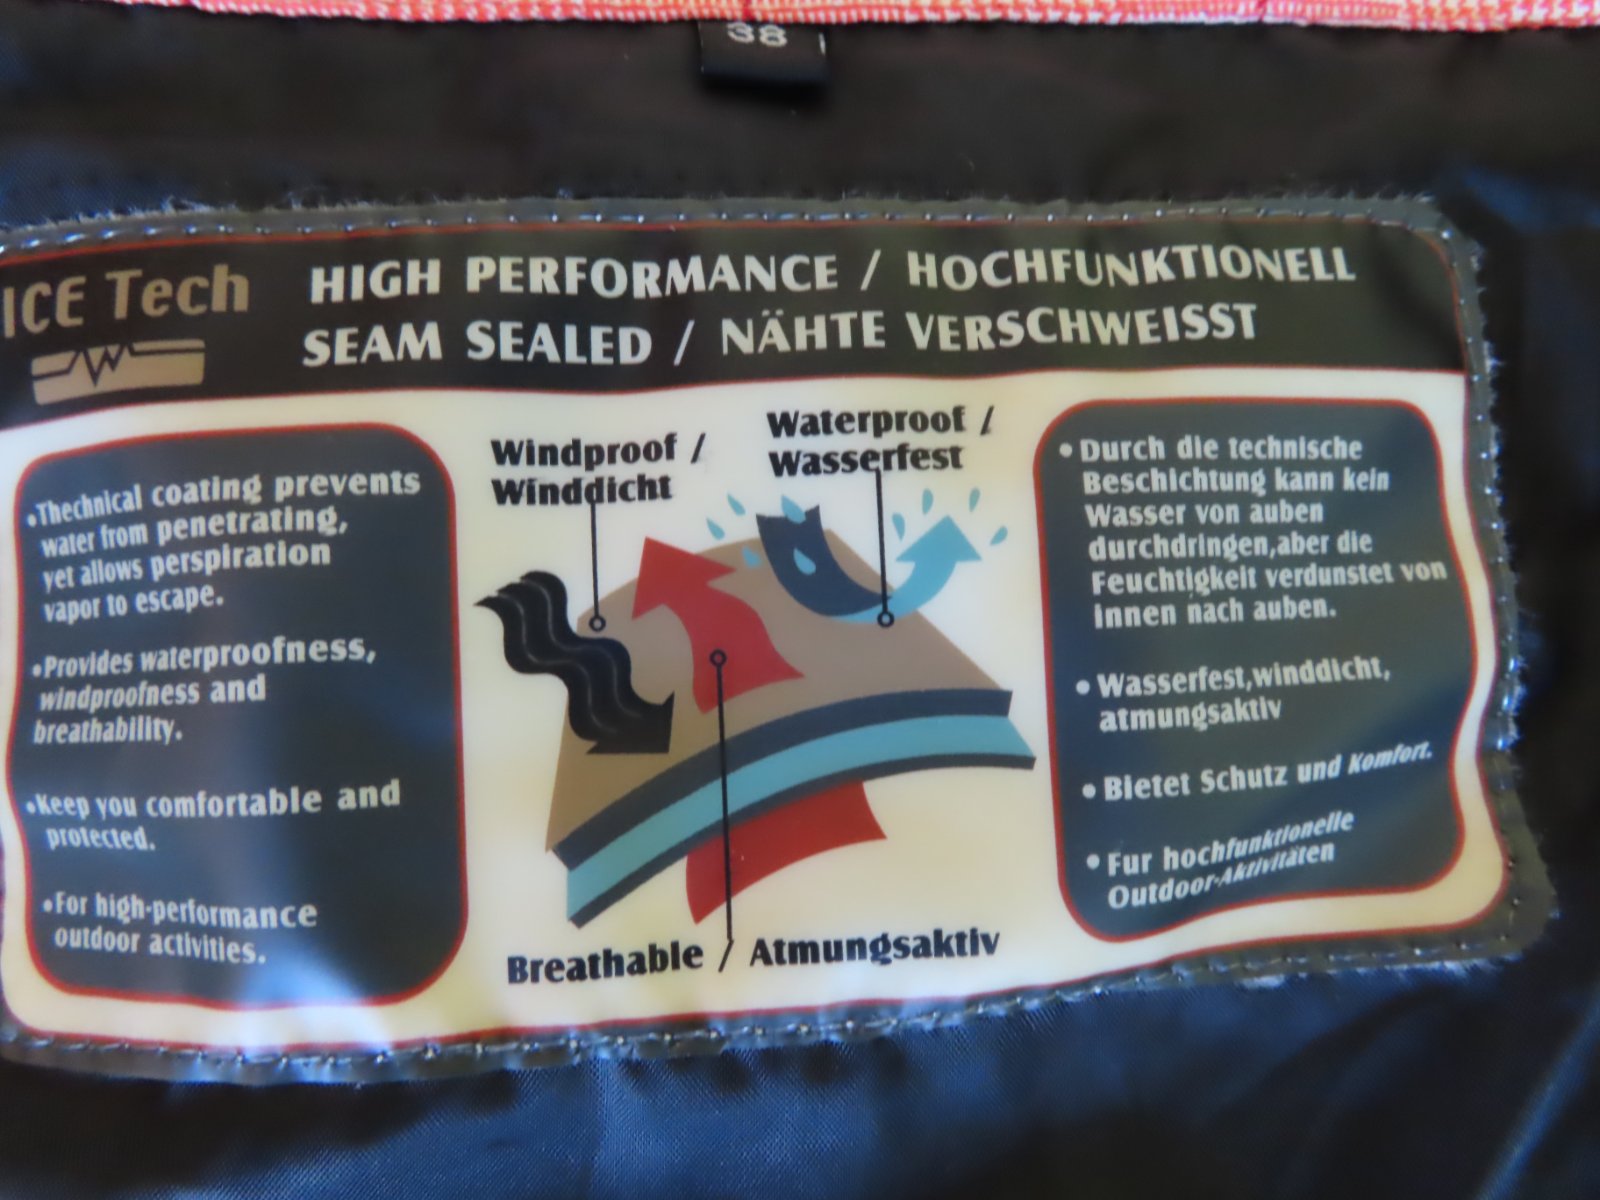 38
ICE Tech
HIGH PERFORMANCE / HOCHFUNKTIONELL
SEAM SEALED / NÄHTE VERSCHWEISST
•Thechnical coating prevents
water from penetrating,
yet allows perspiration
vapor to escape.
•Provides waterproofness,
windproofness and
breathability.
•Keep you comfortable and
protected.
•For high-performance
outdoor activities.
Windproof /
Winddicht
Waterproof /
Wasserfest
Breathable / Atmungsaktiv
• Durch die technische
Beschichtung kann kein
Wasser von auben
durchdringen,aber die
Feuchtigkeit verdunstet von
innen nach auben.
• Wasserfest,winddicht,
atmungsaktiv
• Bietet Schutz und Komfort.
• Fur hochfunktionelle
Outdoor-Aktivitäten